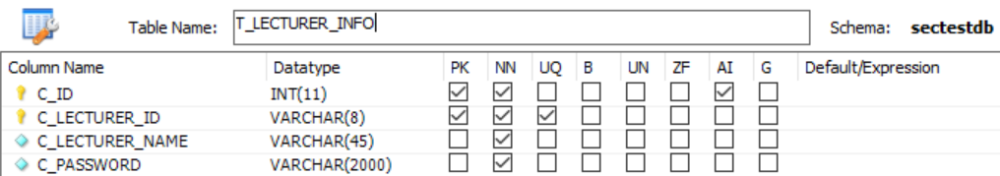 Table Name: T_LECTURER_INFO Schema: sectestdb
Column Name Datatype PK NN UQ B UN ZF AI G Default/Expression
C_ID INT(11)
C_LECTURER_ID VARCHAR(8)
C_LECTURER_NAME VARCHAR(45)
C_PASSWORD VARCHAR(2000)